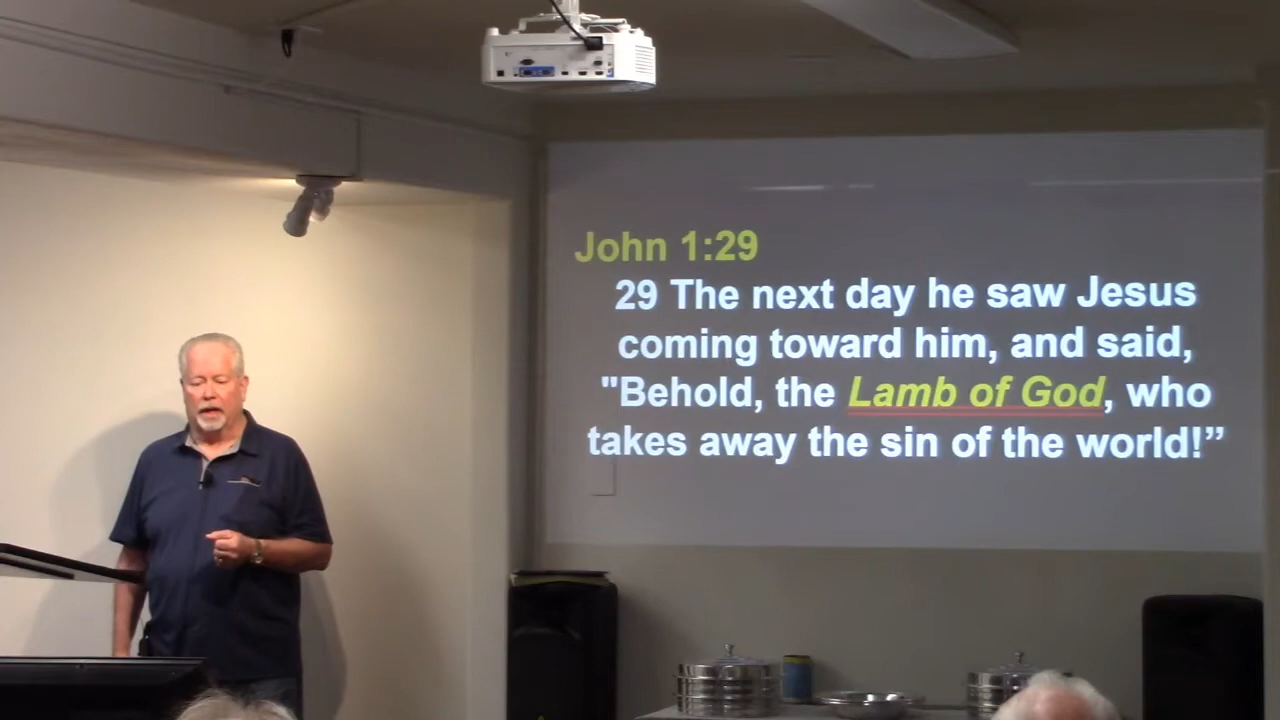 John 1:29
29 The next day he saw Jesus
coming toward him, and said,
"Behold, the Lamb of God, who
takes away the sin of the world!”